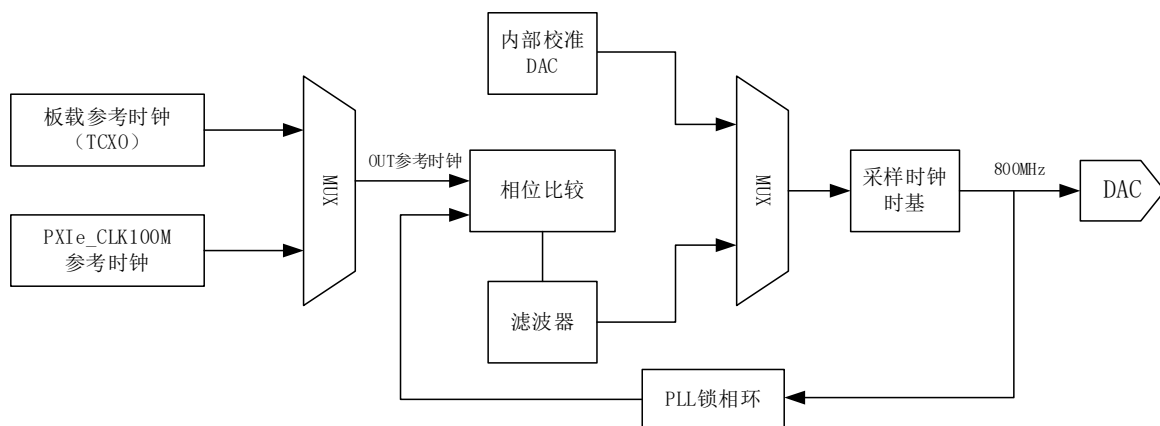 内部校准
DAC
板载参考时钟
（TCXO）
MUX
OUT参考时钟
相位比较
MUX
采样时钟
时基
800MHz
DAC
PXIe_CLK100M
参考时钟
滤波器
PLL锁相环